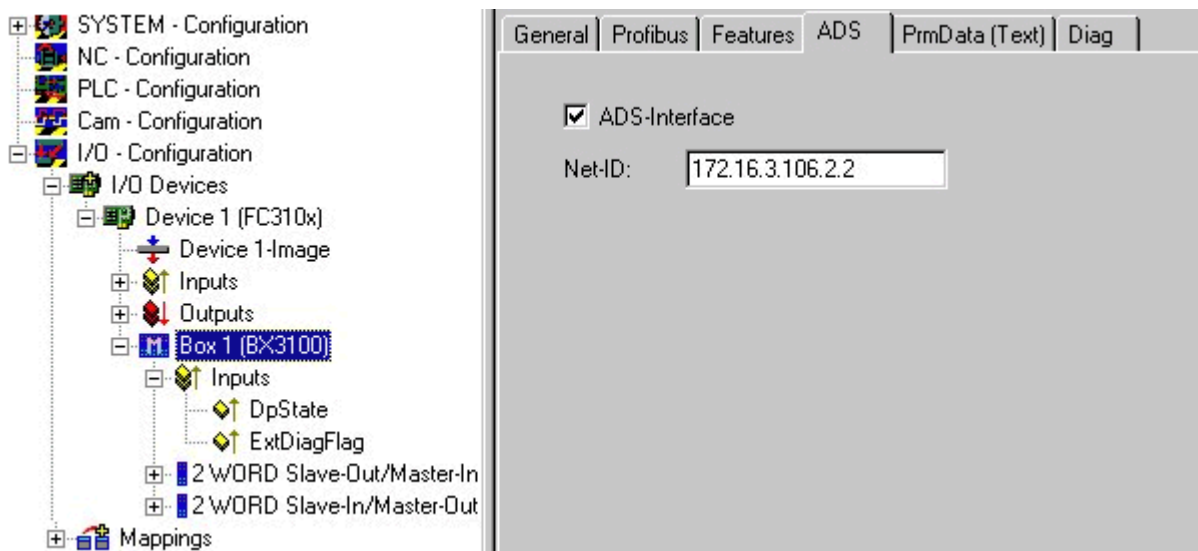 SYSTEM - Configuration
NC - Configuration
PLC - Configuration
Cam - Configuration
I/O - Configuration
I/O Devices
Device 1 (FC310x)
Device 1-Image
Inputs
Outputs
Box 1 (BX3100)
Inputs
DpState
ExtDiagFlag
2 WORD Slave-Out/Master-In
2 WORD Slave-In/Master-Out
Mappings
General Profibus Features ADS PrmData (Text) Diag
ADS-Interface
Net-ID: 172.16.3.106.2.2